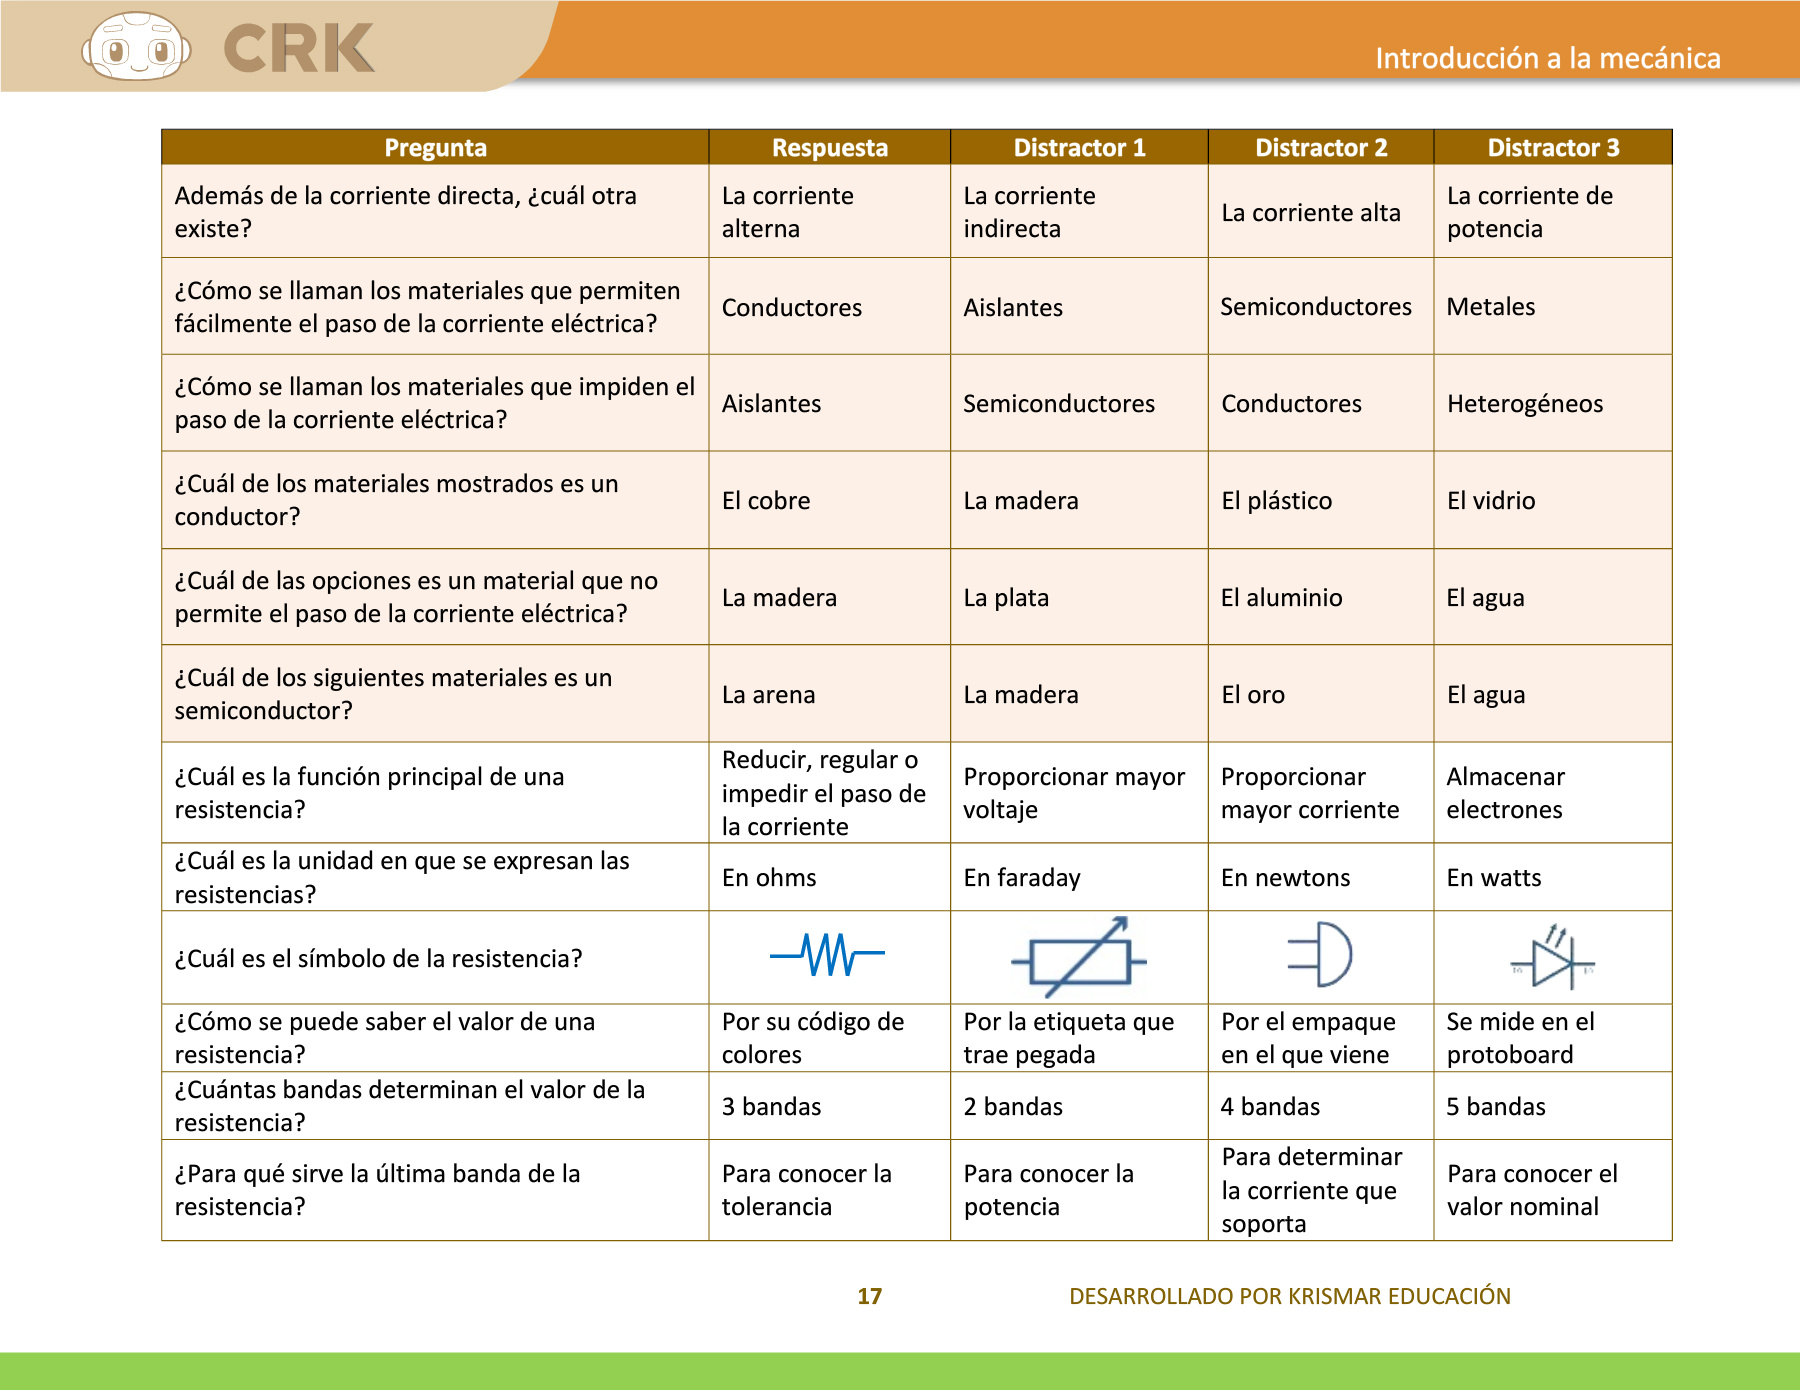 CRK
Introducción a la mecánica
Pregunta Respuesta Distractor 1 Distractor 2 Distractor 3
Además de la corriente directa, ¿cuál otra
existe?
La corriente
alterna
La corriente
indirecta
La corriente alta
La corriente de
potencia
¿Cómo se llaman los materiales que permiten
fácilmente el paso de la corriente eléctrica?
Conductores
Aislantes
Semiconductores
Metales
¿Cómo se llaman los materiales que impiden el
paso de la corriente eléctrica?
Aislantes
Semiconductores
Conductores
Heterogéneos
¿Cuál de los materiales mostrados es un
conductor?
El cobre
La madera
El plástico
El vidrio
¿Cuál de las opciones es un material que no
permite el paso de la corriente eléctrica?
La madera
La plata
El aluminio
El agua
¿Cuál de los siguientes materiales es un
semiconductor?
La arena
La madera
El oro
El agua
¿Cuál es la función principal de una
resistencia?
Reducir, regular o
impedir el paso de
la corriente
Proporcionar mayor
voltaje
Proporcionar
mayor corriente
Almacenar
electrones
¿Cuál es la unidad en que se expresan las
resistencias?
En ohms
En faraday
En newtons
En watts
¿Cuál es el símbolo de la resistencia?
¿Cómo se puede saber el valor de una
resistencia?
Por su código de
colores
Por la etiqueta que
trae pegada
Por el empaque
en el que viene
Se mide en el
protoboard
¿Cuántas bandas determinan el valor de la
resistencia?
3 bandas
2 bandas
4 bandas
5 bandas
¿Para qué sirve la última banda de la
resistencia?
Para conocer la
tolerancia
Para conocer la
potencia
Para determinar
la corriente que
soporta
Para conocer el
valor nominal
17
DESARROLLADO POR KRISMAR EDUCACIÓN